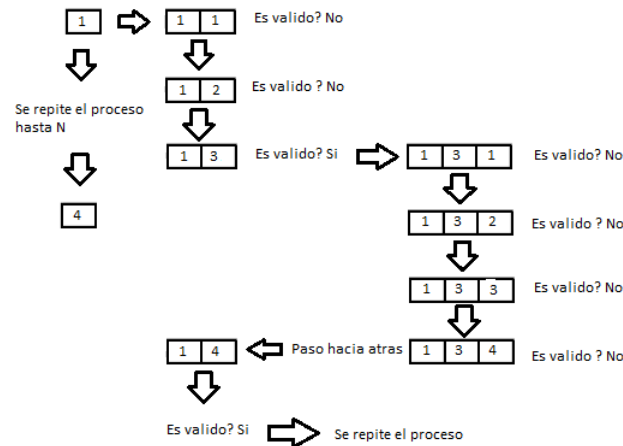 1
1 1
Es valido? No
1 2
Es valido ? No
Se repite el proceso
hasta N
1 3
Es valido? Si
1 3 1
Es valido? No
4
1 3 2
Es valido ? No
1 3 3
Es valido? No
1 4
Paso hacia atras
1 3 4
Es valido ? No
Es valido? Si
Se repite el proceso